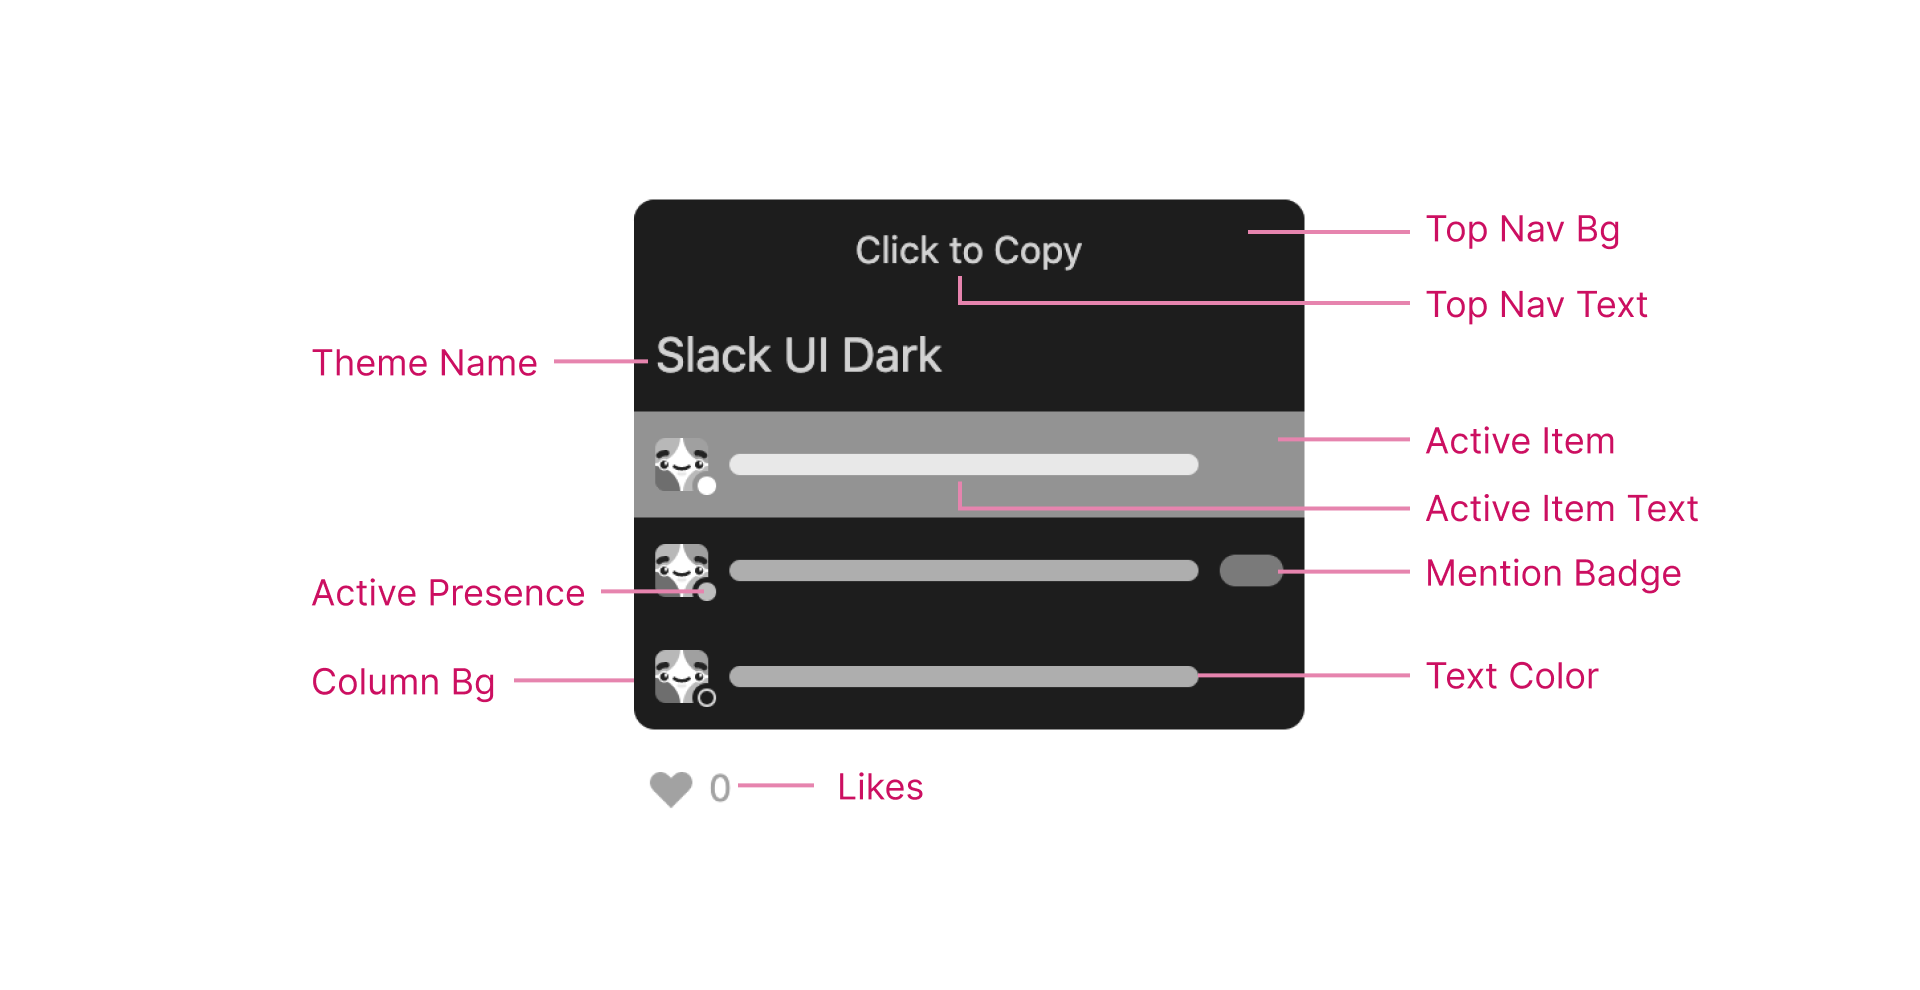 Top Nav Bg
Click to Copy
Top Nav Text
Theme Name
Slack UI Dark
Active Item
Active Item Text
Mention Badge
Active Presence
Text Color
Column Bg
0
Likes